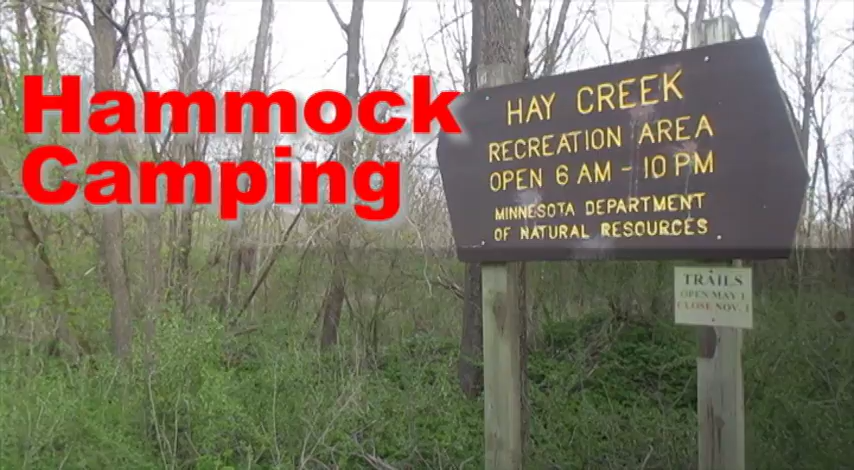 Hammock
Camping
HAY CREEK
RECREATION AREA
OPEN 6 AM - 10 PM
MINNESOTA DEPARTMENT
OF NATURAL RESOURCES
TRAILS
OPEN MAY 1
CLOSE NOV. 1